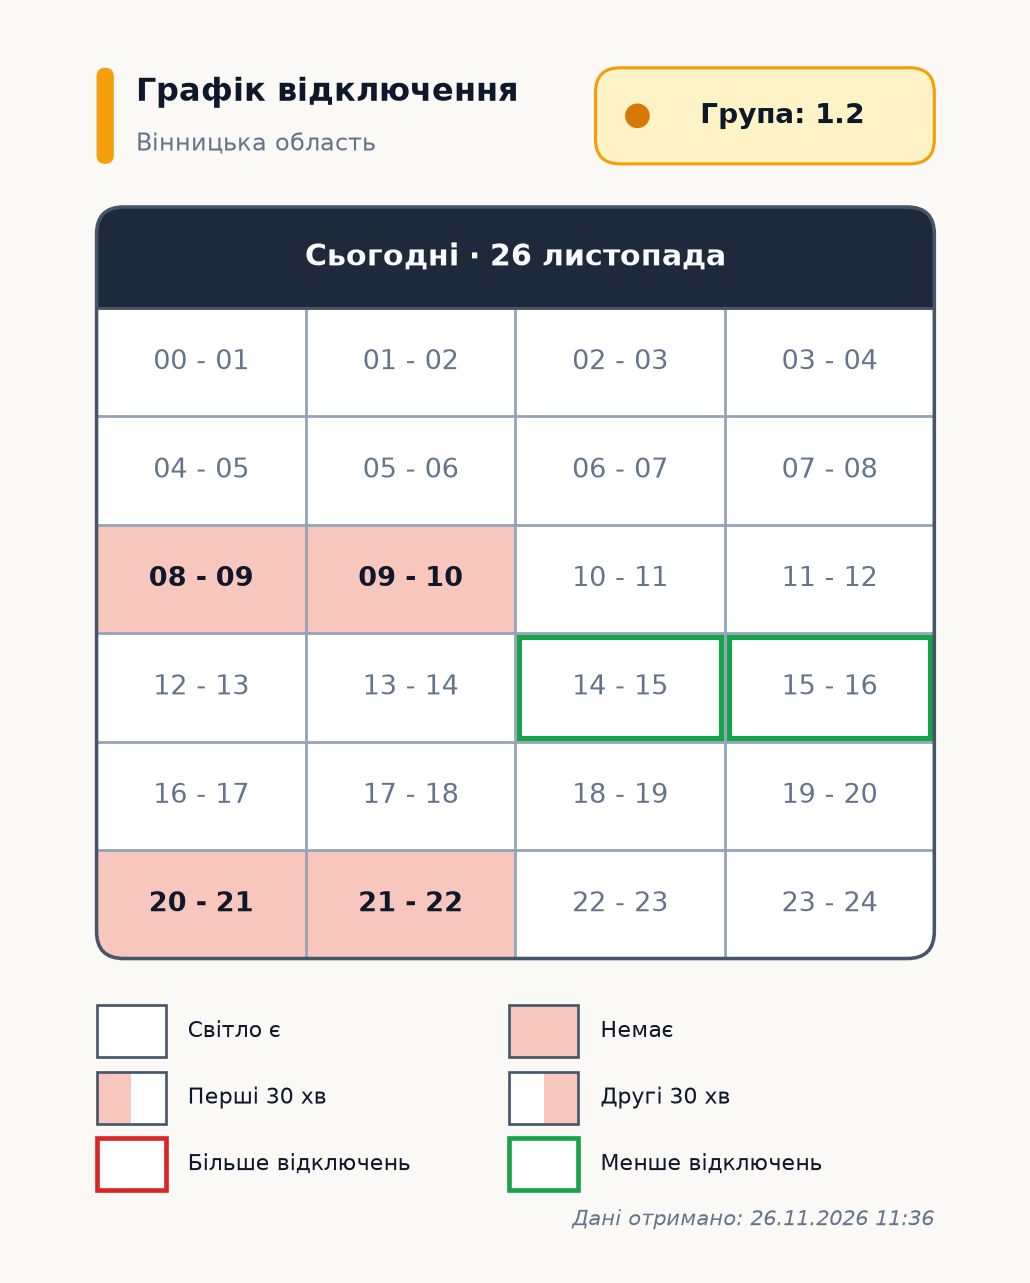 Графік відключення
Вінницька область
Група: 1.2
Сьогодні · 26 листопада
00 - 01 01 - 02 02 - 03 03 - 04
04 - 05 05 - 06 06 - 07 07 - 08
08 - 09 09 - 10 10 - 11 11 - 12
12 - 13 13 - 14 14 - 15 15 - 16
16 - 17 17 - 18 18 - 19 19 - 20
20 - 21 21 - 22 22 - 23 23 - 24
Світло є Немає
Перші 30 хв Другі 30 хв
Більше відключень Менше відключень
Дані отримано: 26.11.2026 11:36